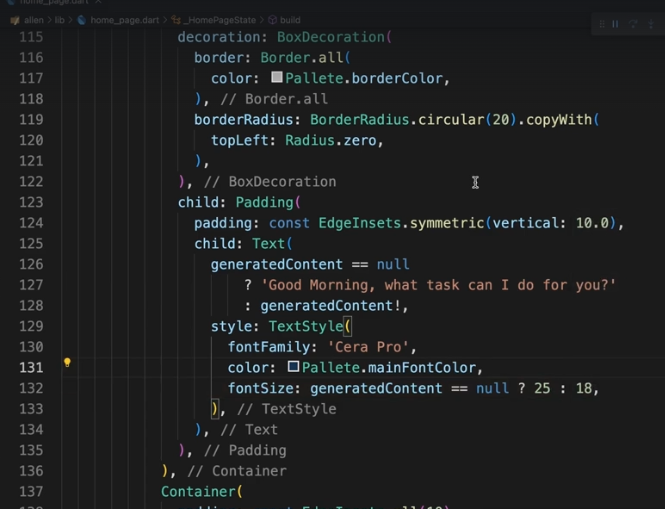 home_page.dart
allen > lib > home_page.dart > _HomePageState > build
115 decoration: BoxDecoration(
116 border: Border.all(
117 color: Pallete.borderColor,
118 ), // Border.all
119 borderRadius: BorderRadius.circular(20).copyWith(
120 topLeft: Radius.zero,
121 ),
122 ), // BoxDecoration
123 child: Padding(
124 padding: const EdgeInsets.symmetric(vertical: 10.0),
125 child: Text(
126 generatedContent == null
127 ? 'Good Morning, what task can I do for you?'
128 : generatedContent!,
129 style: TextStyle(
130 fontFamily: 'Cera Pro',
131 color: Pallete.mainFontColor,
132 fontSize: generatedContent == null ? 25 : 18,
133 ), // TextStyle
134 ), // Text
135 ), // Padding
136 ), // Container
137 Container(